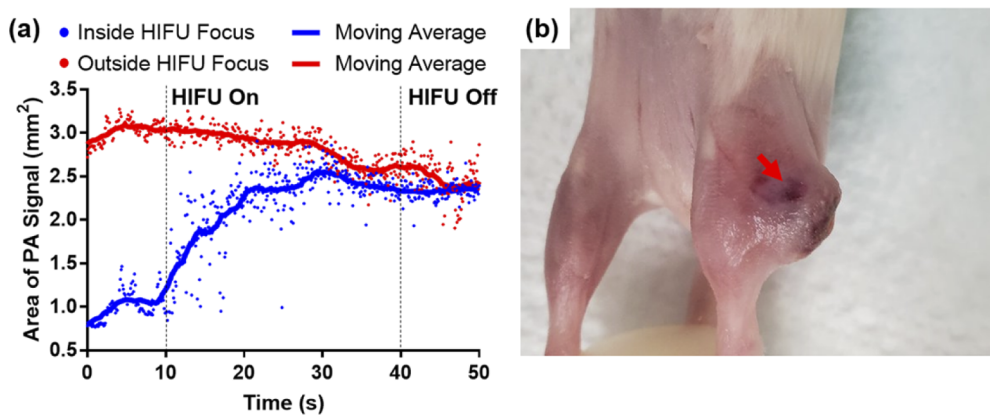 (a)
Inside HIFU Focus
Moving Average
Outside HIFU Focus
Moving Average
HIFU On
HIFU Off
Area of PA Signal (mm²)
3.5
3.0
2.5
2.0
1.5
1.0
0.5
0 10 20 30 40 50
Time (s)
(b)